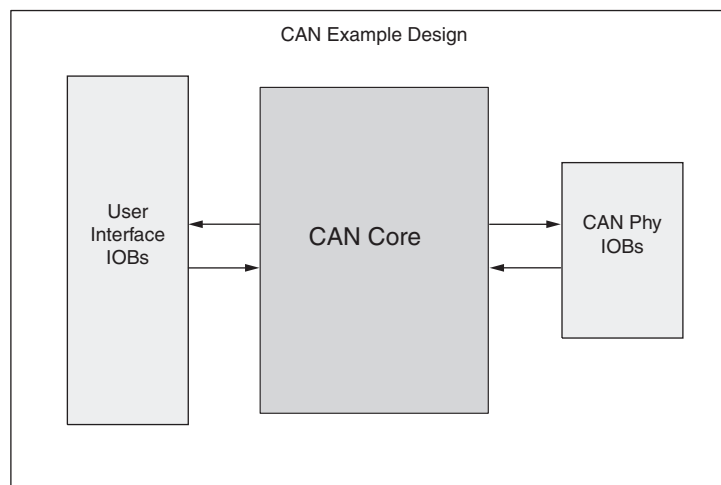 CAN Example Design
User
Interface
IOBs
CAN Core
CAN Phy
IOBs